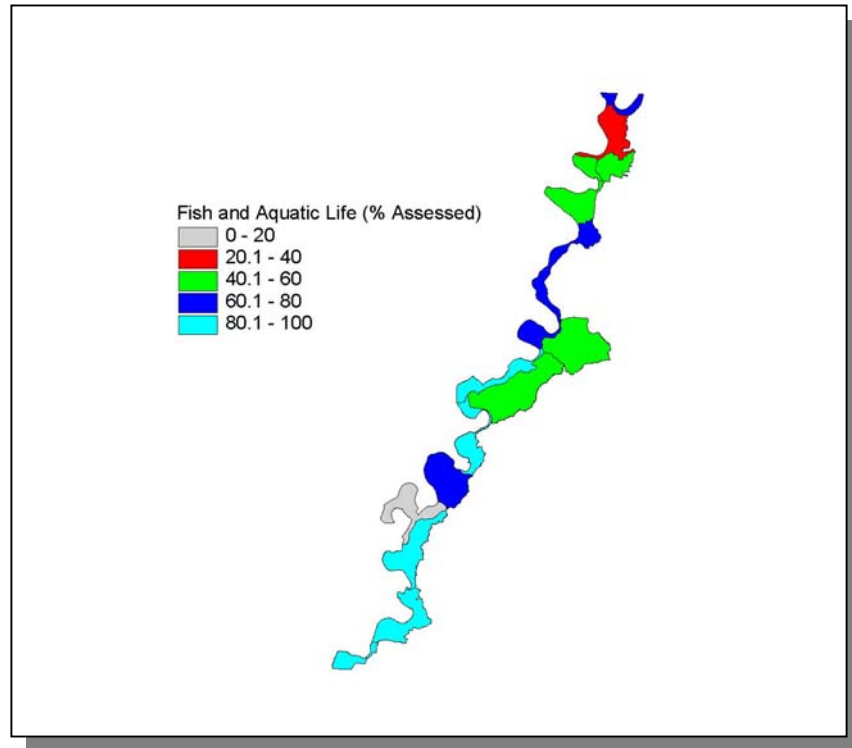 Fish and Aquatic Life (% Assessed)
0 - 20
20.1 - 40
40.1 - 60
60.1 - 80
80.1 - 100